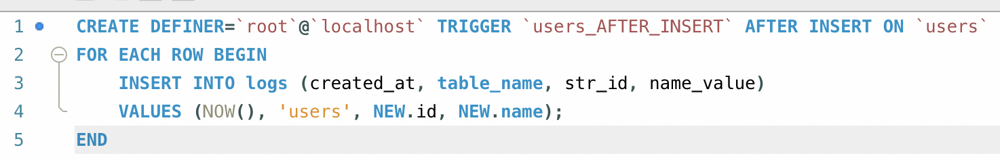 1 CREATE DEFINER=`root`@`localhost` TRIGGER `users_AFTER_INSERT` AFTER INSERT ON `users`
2 FOR EACH ROW BEGIN
3     INSERT INTO logs (created_at, table_name, str_id, name_value)
4     VALUES (NOW(), 'users', NEW.id, NEW.name);
5 END